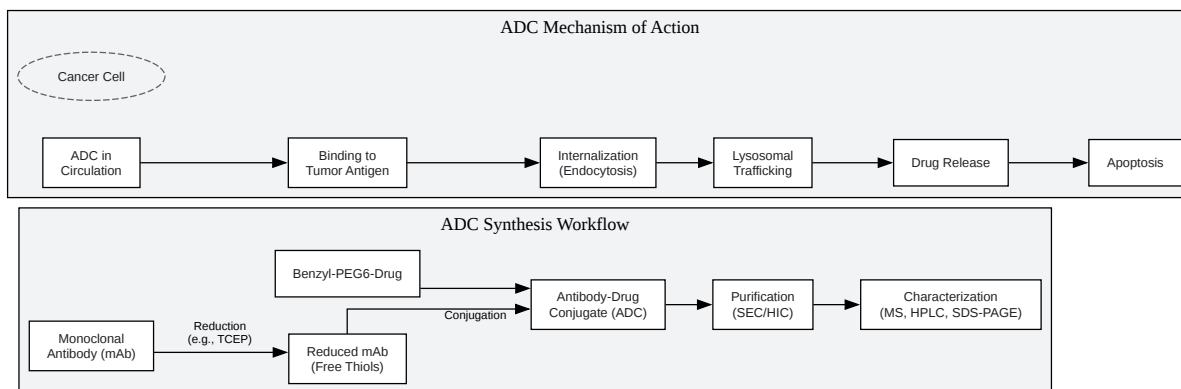 ADC Mechanism of Action
Cancer Cell
ADC in
Circulation
Binding to
Tumor Antigen
Internalization
(Endocytosis)
Lysosomal
Trafficking
Drug Release
Apoptosis
ADC Synthesis Workflow
Benzyl-PEG6-Drug
Monoclonal
Antibody (mAb)
Reduction
(e.g., TCEP)
Reduced mAb
(Free Thiols)
Conjugation
Antibody-Drug
Conjugate (ADC)
Purification
(SEC/HIC)
Characterization
(MS, HPLC, SDS-PAGE)